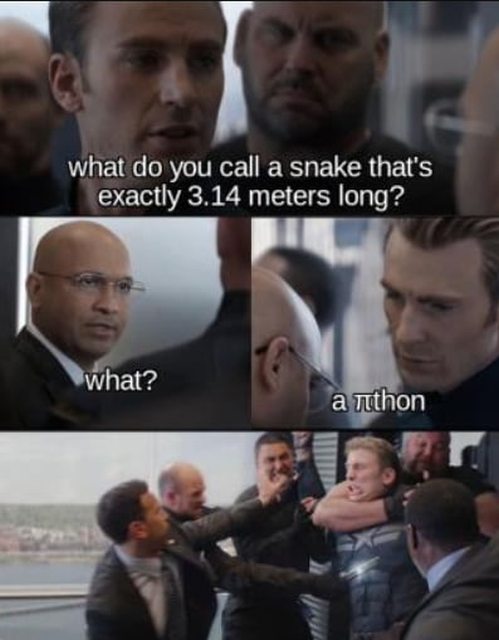 what do you call a snake that's
exactly 3.14 meters long?
what?
a πthon